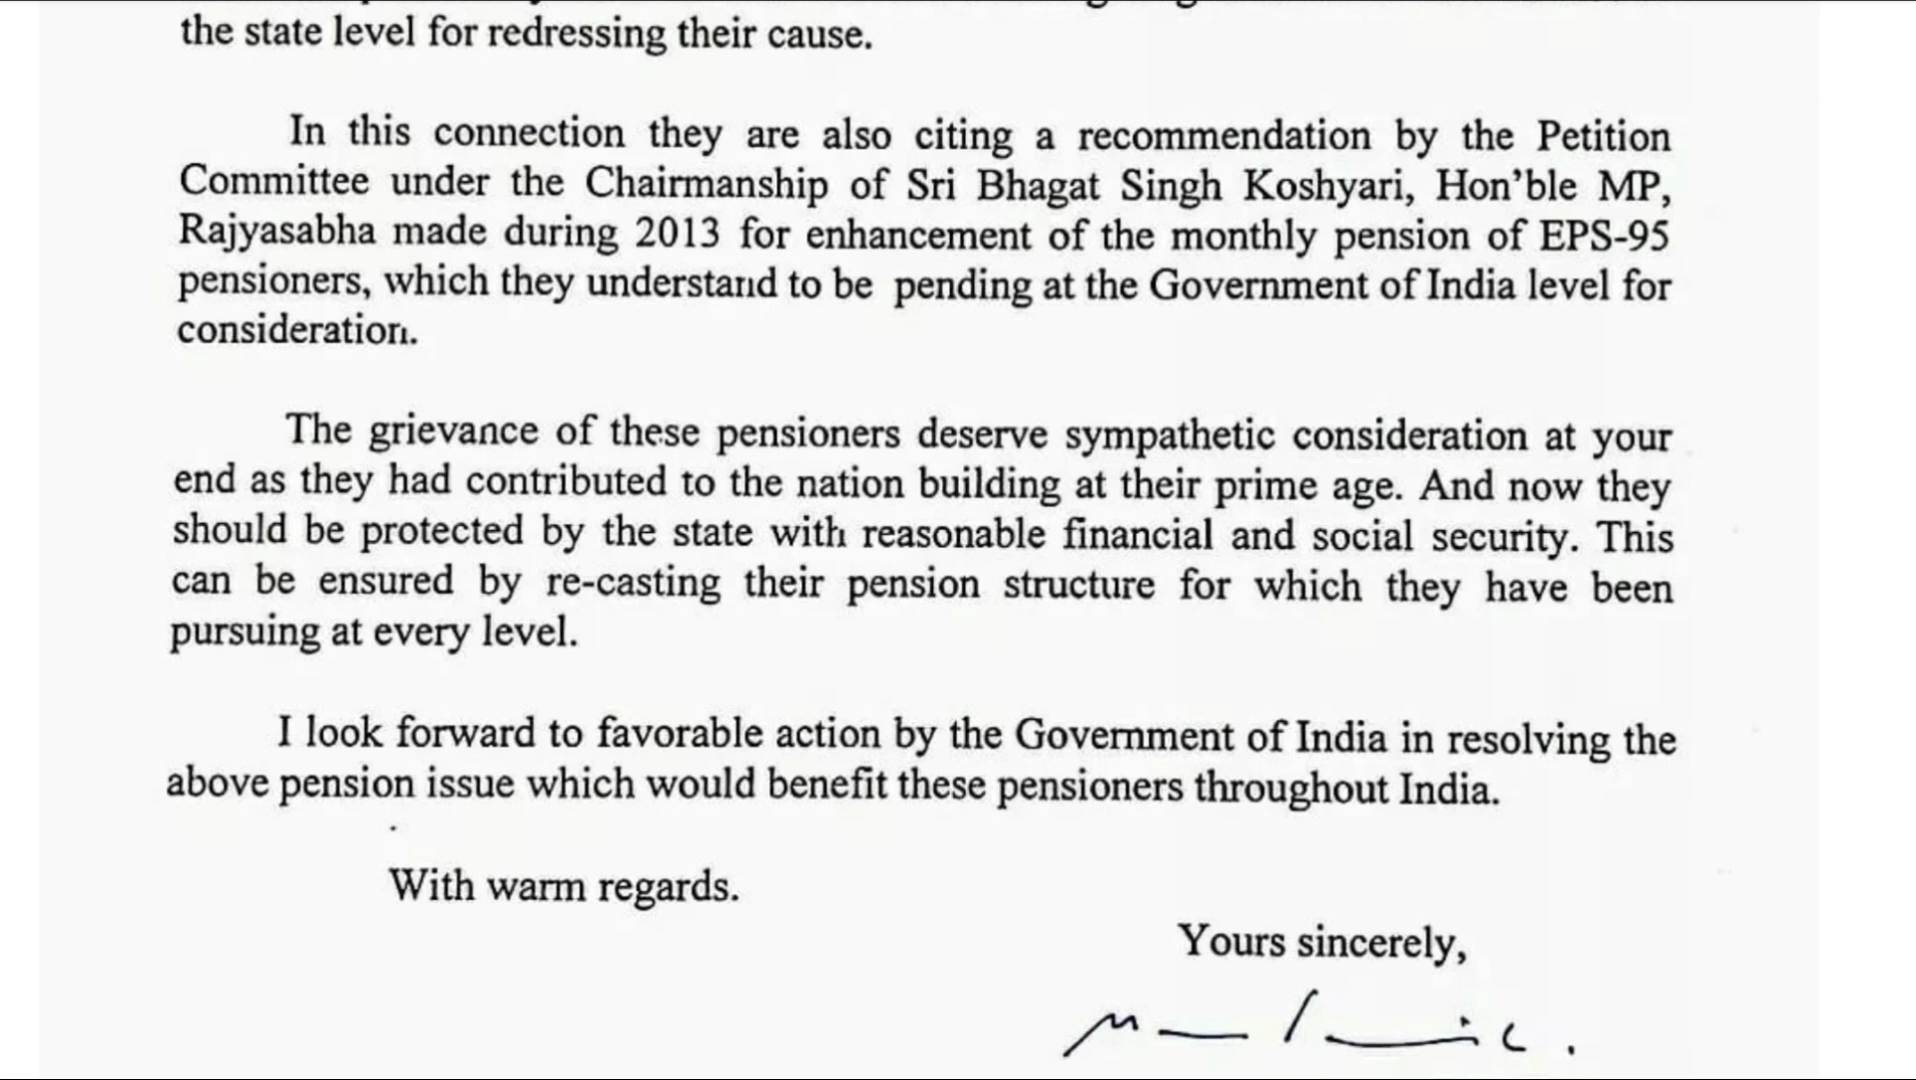 the state level for redressing their cause.
In this connection they are also citing a recommendation by the Petition
Committee under the Chairmanship of Sri Bhagat Singh Koshyari, Hon'ble MP,
Rajyasabha made during 2013 for enhancement of the monthly pension of EPS-95
pensioners, which they understand to be pending at the Government of India level for
consideration.
The grievance of these pensioners deserve sympathetic consideration at your
end as they had contributed to the nation building at their prime age. And now they
should be protected by the state with reasonable financial and social security. This
can be ensured by re-casting their pension structure for which they have been
pursuing at every level.
I look forward to favorable action by the Government of India in resolving the
above pension issue which would benefit these pensioners throughout India.
With warm regards.
Yours sincerely,